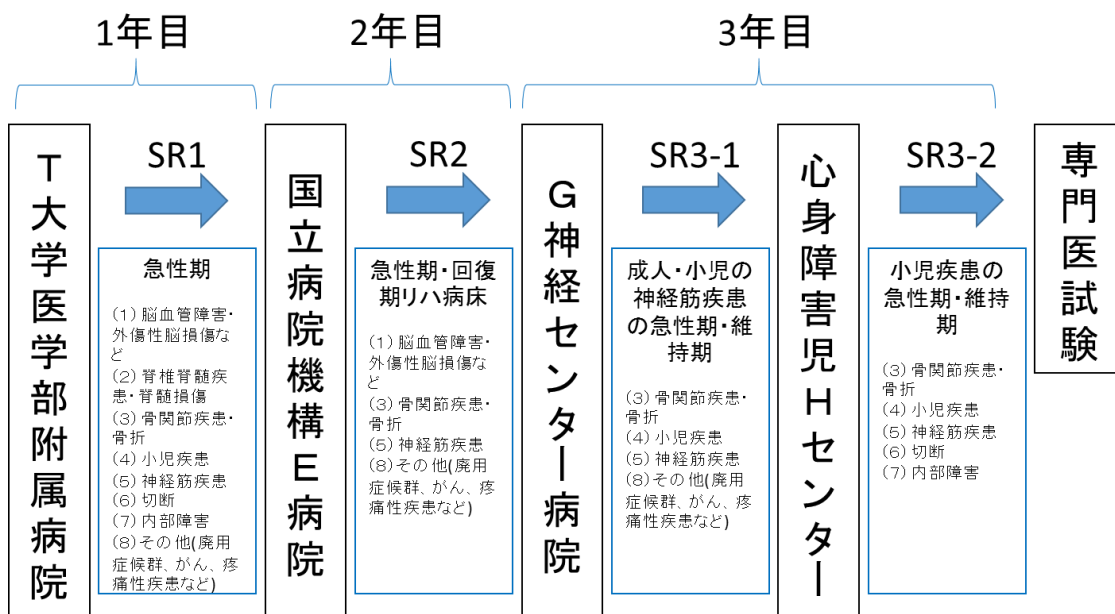 1年目
2年目
3年目
T大学医学部附属病院
SR1
急性期
(1) 脳血管障害・
外傷性脳損傷な
ど
(2) 脊椎脊髄疾
患・脊髄損傷
(3) 骨関節疾患・
骨折
(4) 小児疾患
(5) 神経筋疾患
(6) 切断
(7) 内部障害
(8) その他(廃用
症候群、がん、疼
痛性疾患など)
国立病院機構E病院
SR2
急性期・回復
期リハ病床
(1) 脳血管障害・
外傷性脳損傷な
ど
(3) 骨関節疾患・
骨折
(5) 神経筋疾患
(8) その他(廃用
症候群、がん、疼
痛性疾患など)
G神経センター病院
SR3-1
成人・小児の
神経筋疾患
の急性期・維
持期
(3) 骨関節疾患・
骨折
(4) 小児疾患
(5) 神経筋疾患
(8) その他(廃用
症候群、がん、疼
痛性疾患など)
心身障害児Hセンター
SR3-2
小児疾患の
急性期・維持
期
(3) 骨関節疾患・
骨折
(4) 小児疾患
(5) 神経筋疾患
(6) 切断
(7) 内部障害
専門医試験